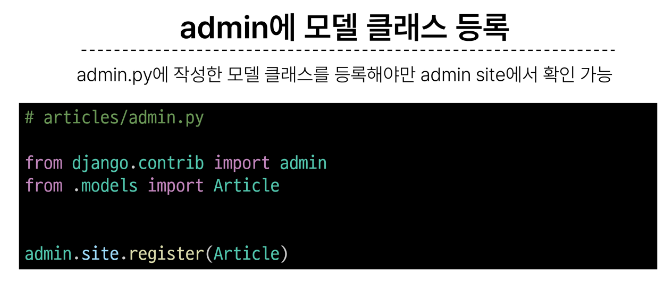 admin에 모델 클래스 등록
admin.py에 작성한 모델 클래스를 등록해야만 admin site에서 확인 가능
# articles/admin.py
from django.contrib import admin
from .models import Article
admin.site.register(Article)